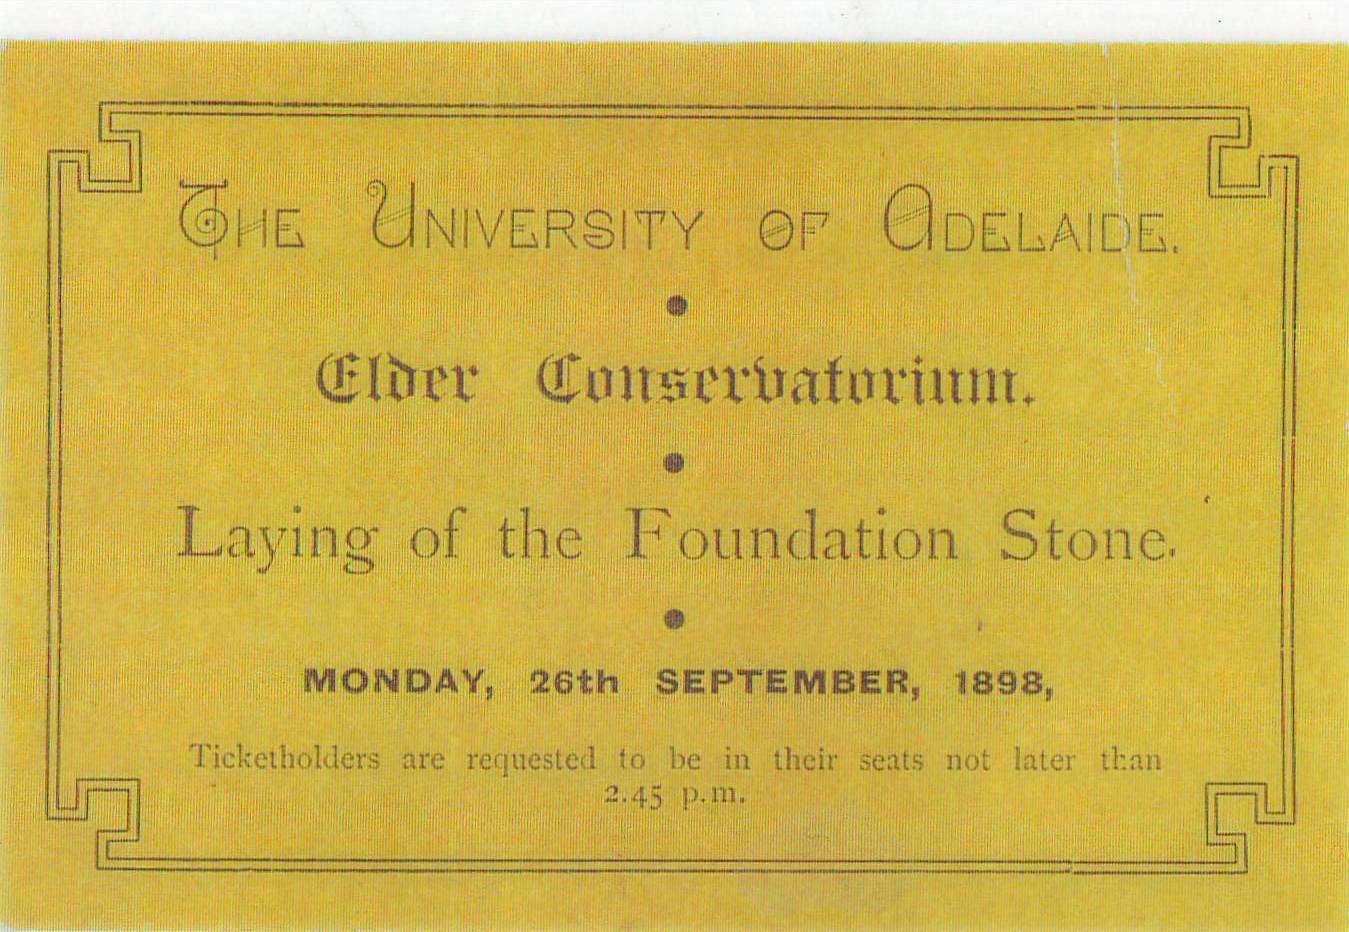 The University of Adelaide.
Elder Conservatorium.
Laying of the Foundation Stone.
MONDAY, 26th SEPTEMBER, 1898,
Ticketholders are requested to be in their seats not later than
2.45 p.m.